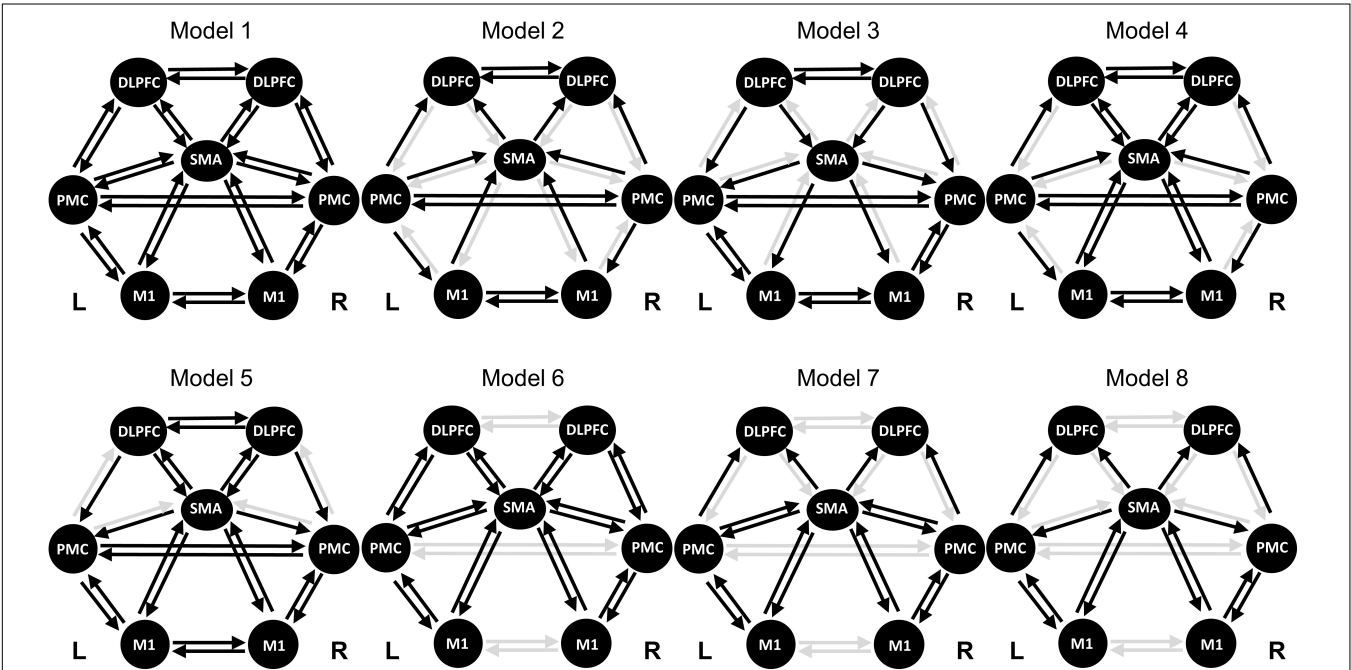 Model 1 Model 2 Model 3 Model 4
DLPFC DLPFC DLPFC DLPFC DLPFC DLPFC DLPFC DLPFC
SMA SMA SMA SMA
PMC PMC PMC PMC PMC PMC PMC PMC
L M1 M1 R L M1 M1 R L M1 M1 R L M1 M1 R
Model 5 Model 6 Model 7 Model 8
DLPFC DLPFC DLPFC DLPFC DLPFC DLPFC DLPFC DLPFC
SMA SMA SMA SMA
PMC PMC PMC PMC PMC PMC PMC PMC
L M1 M1 R L M1 M1 R L M1 M1 R L M1 M1 R